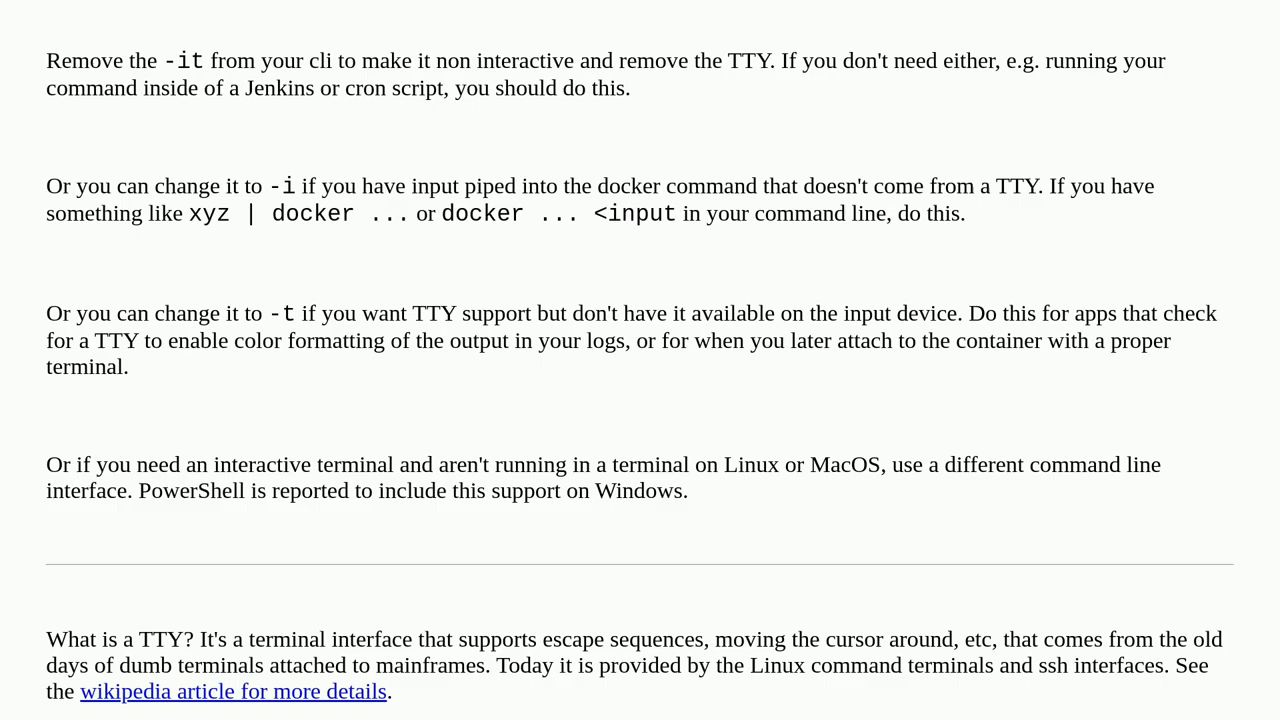 Remove the -it from your cli to make it non interactive and remove the TTY. If you don't need either, e.g. running your
command inside of a Jenkins or cron script, you should do this.
Or you can change it to -i if you have input piped into the docker command that doesn't come from a TTY. If you have
something like xyz | docker ... or docker ... <input in your command line, do this.
Or you can change it to -t if you want TTY support but don't have it available on the input device. Do this for apps that check
for a TTY to enable color formatting of the output in your logs, or for when you later attach to the container with a proper
terminal.
Or if you need an interactive terminal and aren't running in a terminal on Linux or MacOS, use a different command line
interface. PowerShell is reported to include this support on Windows.
What is a TTY? It's a terminal interface that supports escape sequences, moving the cursor around, etc, that comes from the old
days of dumb terminals attached to mainframes. Today it is provided by the Linux command terminals and ssh interfaces. See
the wikipedia article for more details.